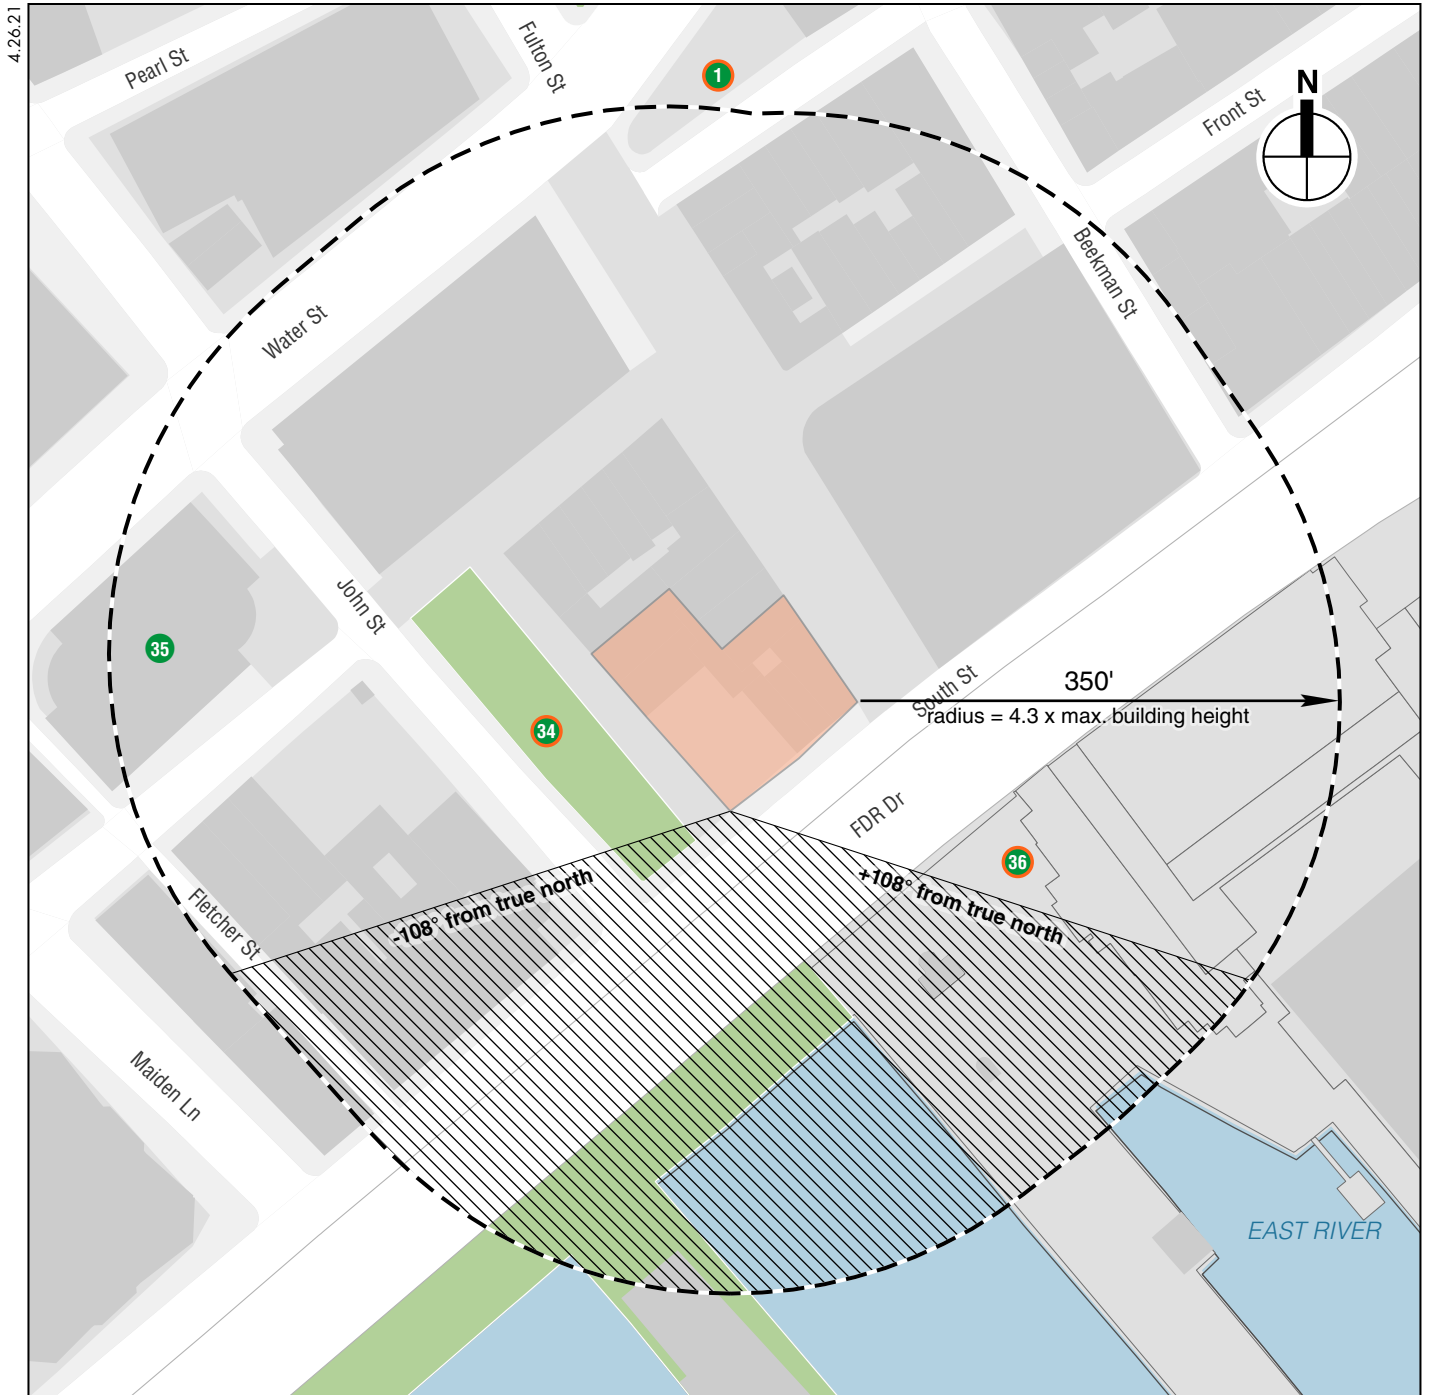 4.26.21
Pearl St
Fulton St
1
N
Front St
Beekman St
Water St
John St
35
34
350'
South St
radius = 4.3 x max. building height
FDR Dr
36
-108° from true north
+108° from true north
Fletcher St
Maiden Ln
EAST RIVER